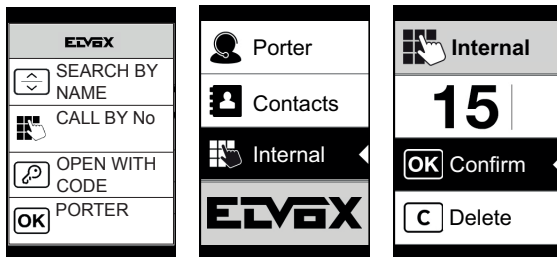 ELVOX
SEARCH BY
NAME
CALL BY No
OPEN WITH
CODE
OK PORTER
Porter
Contacts
Internal
ELVOX
Internal
15
OK Confirm
C Delete